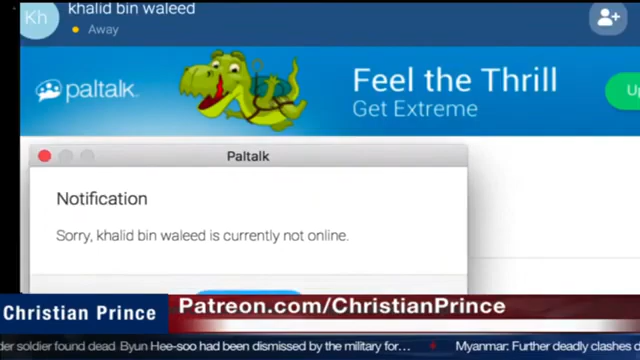 Kh
khalid bin waleed
Away
paltalk
Feel the Thrill
Get Extreme
Paltalk
Notification
Sorry, khalid bin waleed is currently not online.
Christian Prince
Patreon.com/ChristianPrince
soldier found dead Byun Hee-soo had been dismissed by the military for…
Myanmar: Further deadly clashes